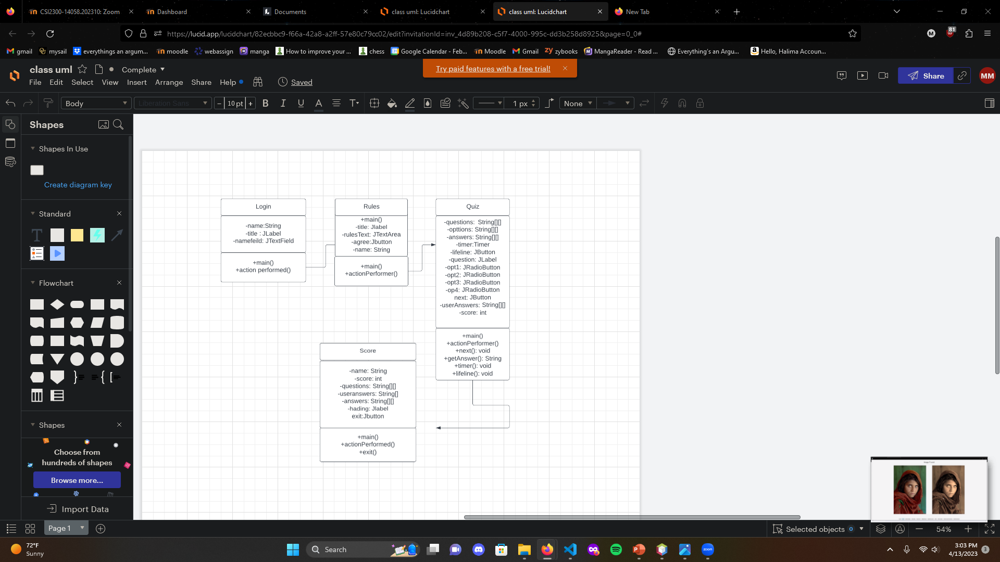 CSI2300-14058.202310: Zoom
Dashboard
Documents
class uml: Lucidchart
class uml: Lucidchart
New Tab
https://lucid.app/lucidchart/82ecbbc9-f66a-42a8-a2ff-57e80c79cc02/edit?invitationId=inv_4d89b208-c5f7-4000-995c-dd3b258d8925&page=0_0#
M
81
gmail
mysail
everythings an argum...
moodle
webassign
manga
How to improve your ...
chess
Google Calendar - Feb...
Moodle
Gmail
zybooks
MangaReader - Read ...
Everything's an Argu...
Hello, Halima Accoun...
class uml
Complete
Try paid features with a free trial!
File Edit Select View Insert Arrange Share Help
Saved
Share
MM
Body
Liberation Sans
− 10 pt +
B I U A T
1 px
None
Shapes
Shapes In Use
Create diagram key
Standard
T
Flowchart
Shapes
Choose from
hundreds of shapes
Browse more...
Import Data
Login
-name:String
-title : JLabel
-namefeild: JTextField
+main()
+action performed()
Rules
+main()
-title: Jlabel
-rulesText: JTextArea
-agree:Jbutton
-name: String
+main()
+actionPerformer()
Quiz
-questions: String[][]
-opttions: String[][]
-answers: String[][]
-timer:Timer
-lifeline: JButton
-question: JLabel
-opt1: JRadioButton
-opt2: JRadioButton
-opt3: JRadioButton
-op4: JRadioButton
next: JButton
-userAnswers: String[][]
-score: int
+main()
+actionPerformer()
+next(): void
+getAnswer(): String
+timer(): void
+lifeline(): void
Score
-name: String
-score: int
-questions: String[][]
-useranswers: String[]
-answers: String[][]
-hading: Jlabel
exit:Jbutton
+main()
+actionPerformed()
+exit()
Page 1
Selected objects 0
54%
72°F
Sunny
Search
zoom
3:03 PM
4/13/2023
3